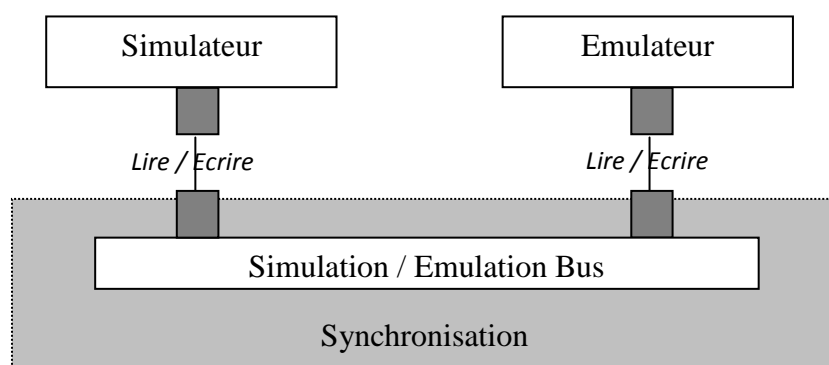 Simulateur
Emulateur
Lire / Ecrire
Lire / Ecrire
Simulation / Emulation Bus
Synchronisation